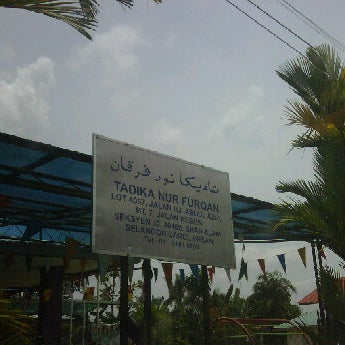 تاديكا نور فرقان
TADIKA NUR FURQAN
LOT 4057, JALAN HJ. ABDUL AZIZ
BT. 7, JALAN KEBUN
SEKSYEN 32, 40460, SHAH ALAM
SELANGOR DARUL EHSAN